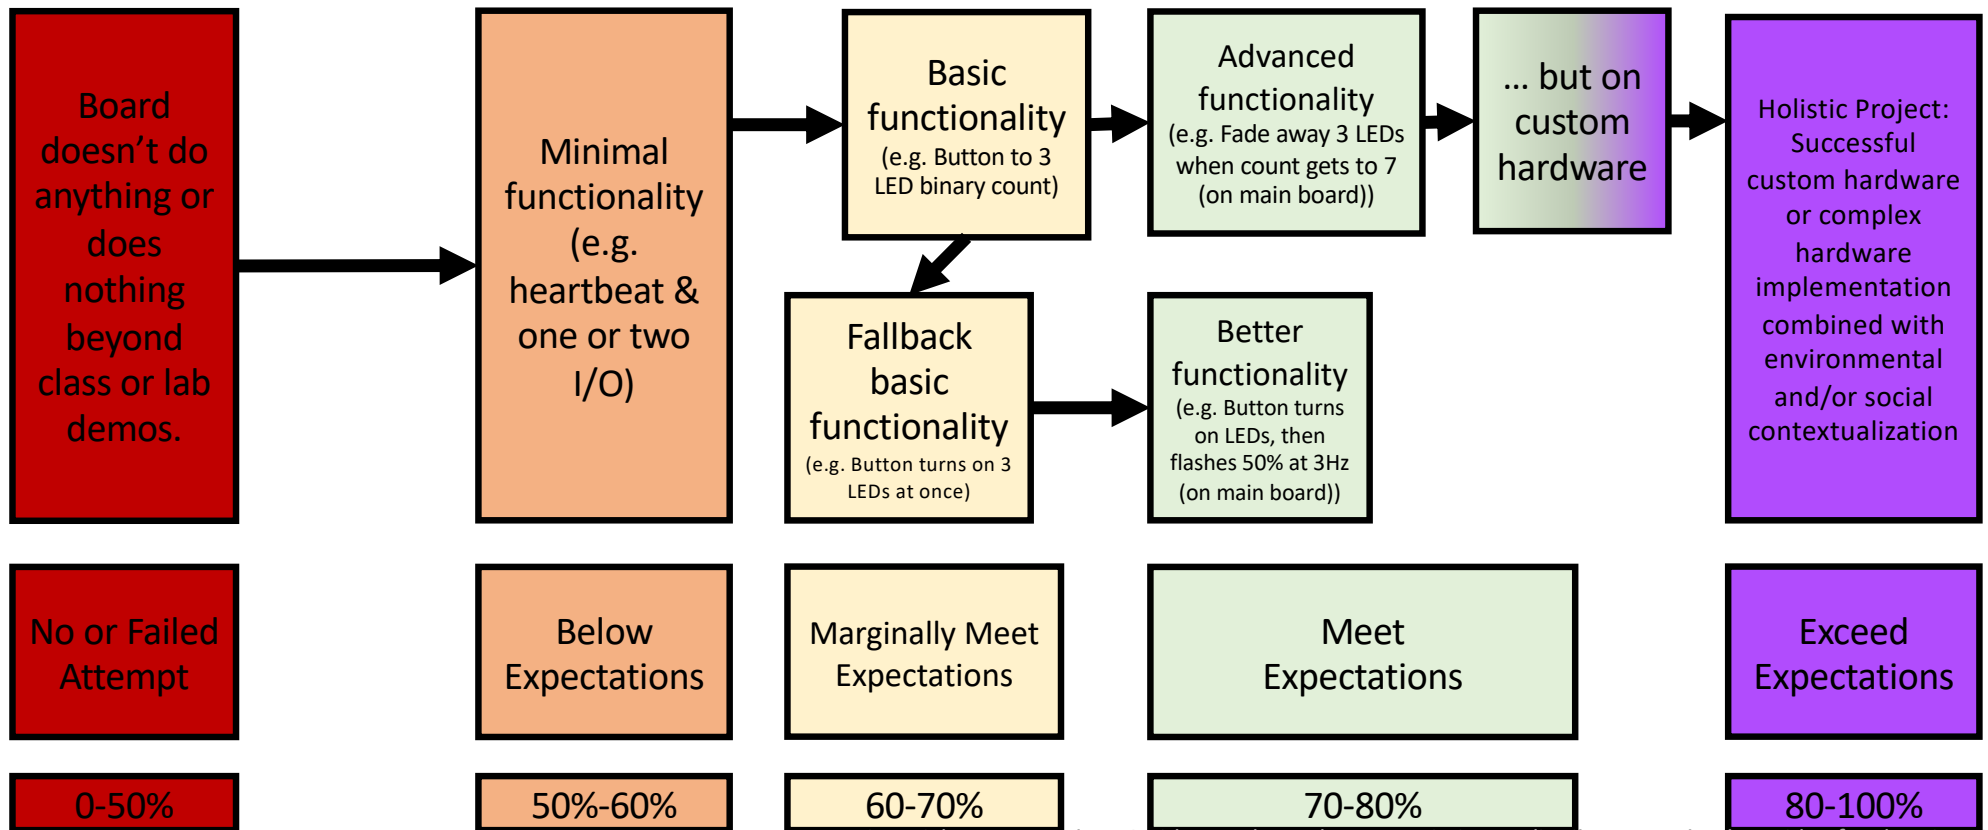 Board
doesn’t do
anything or
does
nothing
beyond
class or lab
demos.
Minimal
functionality
(e.g.
heartbeat &
one or two
I/O)
Basic
functionality
(e.g. Button to 3
LED binary count)
Advanced
functionality
(e.g. Fade away 3 LEDs
when count gets to 7
(on main board))
... but on
custom
hardware
Holistic Project:
Successful
custom hardware
or complex
hardware
implementation
combined with
environmental
and/or social
contextualization
Fallback
basic
functionality
(e.g. Button turns on 3
LEDs at once)
Better
functionality
(e.g. Button turns
on LEDs, then
flashes 50% at 3Hz
(on main board))
No or Failed
Attempt
Below
Expectations
Marginally Meet
Expectations
Meet
Expectations
Exceed
Expectations
0-50%
50%-60%
60-70%
70-80%
80-100%